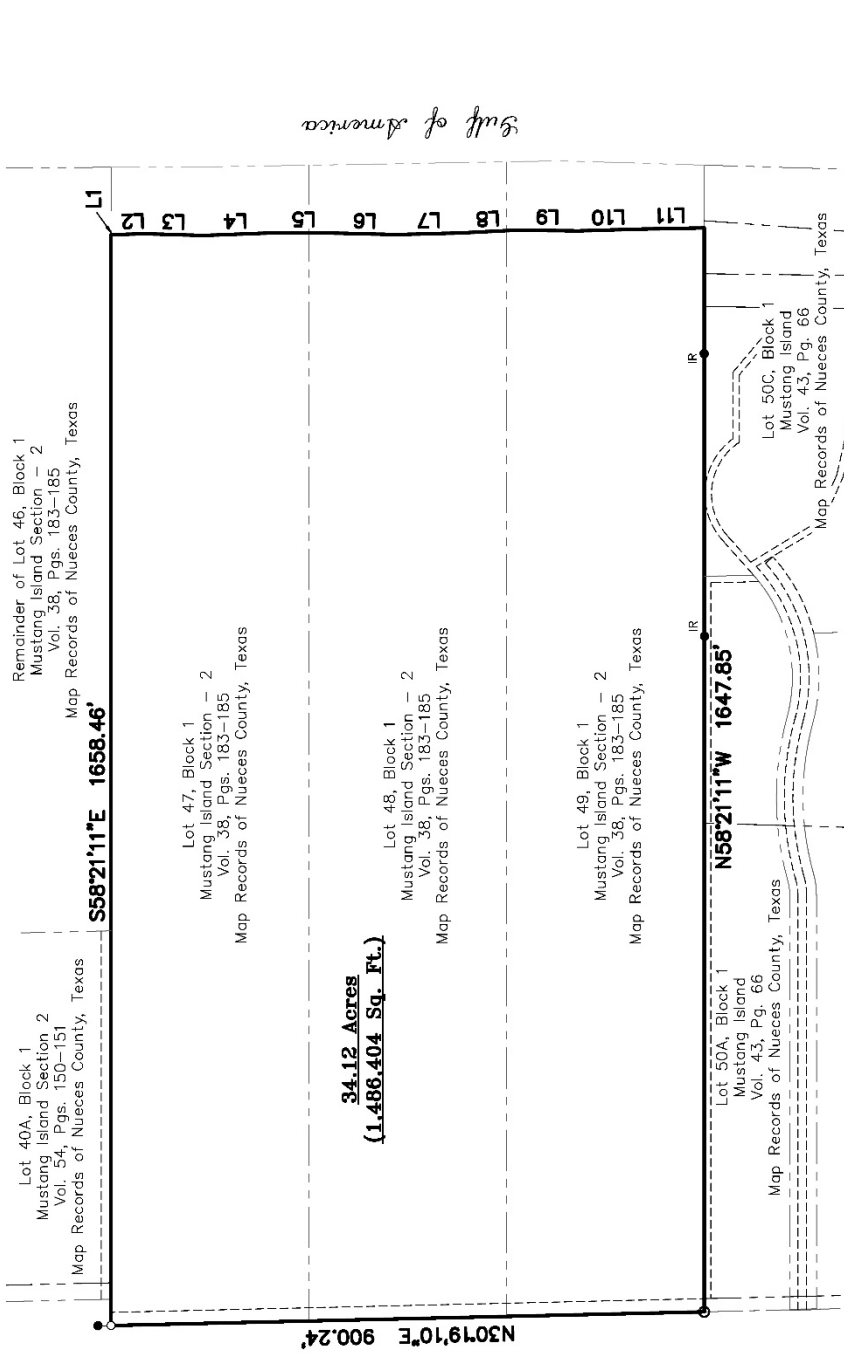 Gulf of America
L1
L2
L3
L4
L5
L6
L7
L8
L9
L10
L11
Remainder of Lot 46, Block 1
Mustang Island Section – 2
Vol. 38, Pgs. 183–185
Map Records of Nueces County, Texas
S58°21'11"E 1658.46'
Lot 40A, Block 1
Mustang Island Section 2
Vol. 54, Pgs. 150–151
Map Records of Nueces County, Texas
Lot 47, Block 1
Mustang Island Section – 2
Vol. 38, Pgs. 183–185
Map Records of Nueces County, Texas
34.12 Acres
(1,486,404 Sq. Ft.)
Lot 48, Block 1
Mustang Island Section – 2
Vol. 38, Pgs. 183–185
Map Records of Nueces County, Texas
Lot 49, Block 1
Mustang Island Section – 2
Vol. 38, Pgs. 183–185
Map Records of Nueces County, Texas
IR
IR
N58°21'11"W 1647.85'
Lot 50C, Block 1
Mustang Island
Vol. 43, Pg. 66
Map Records of Nueces County, Texas
Lot 50A, Block 1
Mustang Island
Vol. 43, Pg. 66
Map Records of Nueces County, Texas
N30°19'10"E 900.24'